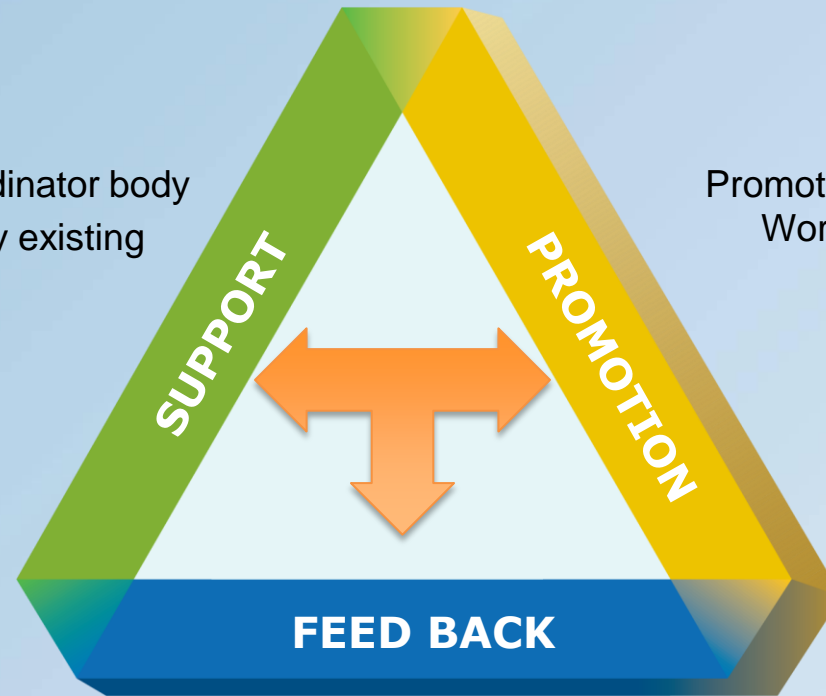 dinator body
y existing
Promot
Wor
SUPPORT
PROMOTION
FEED BACK